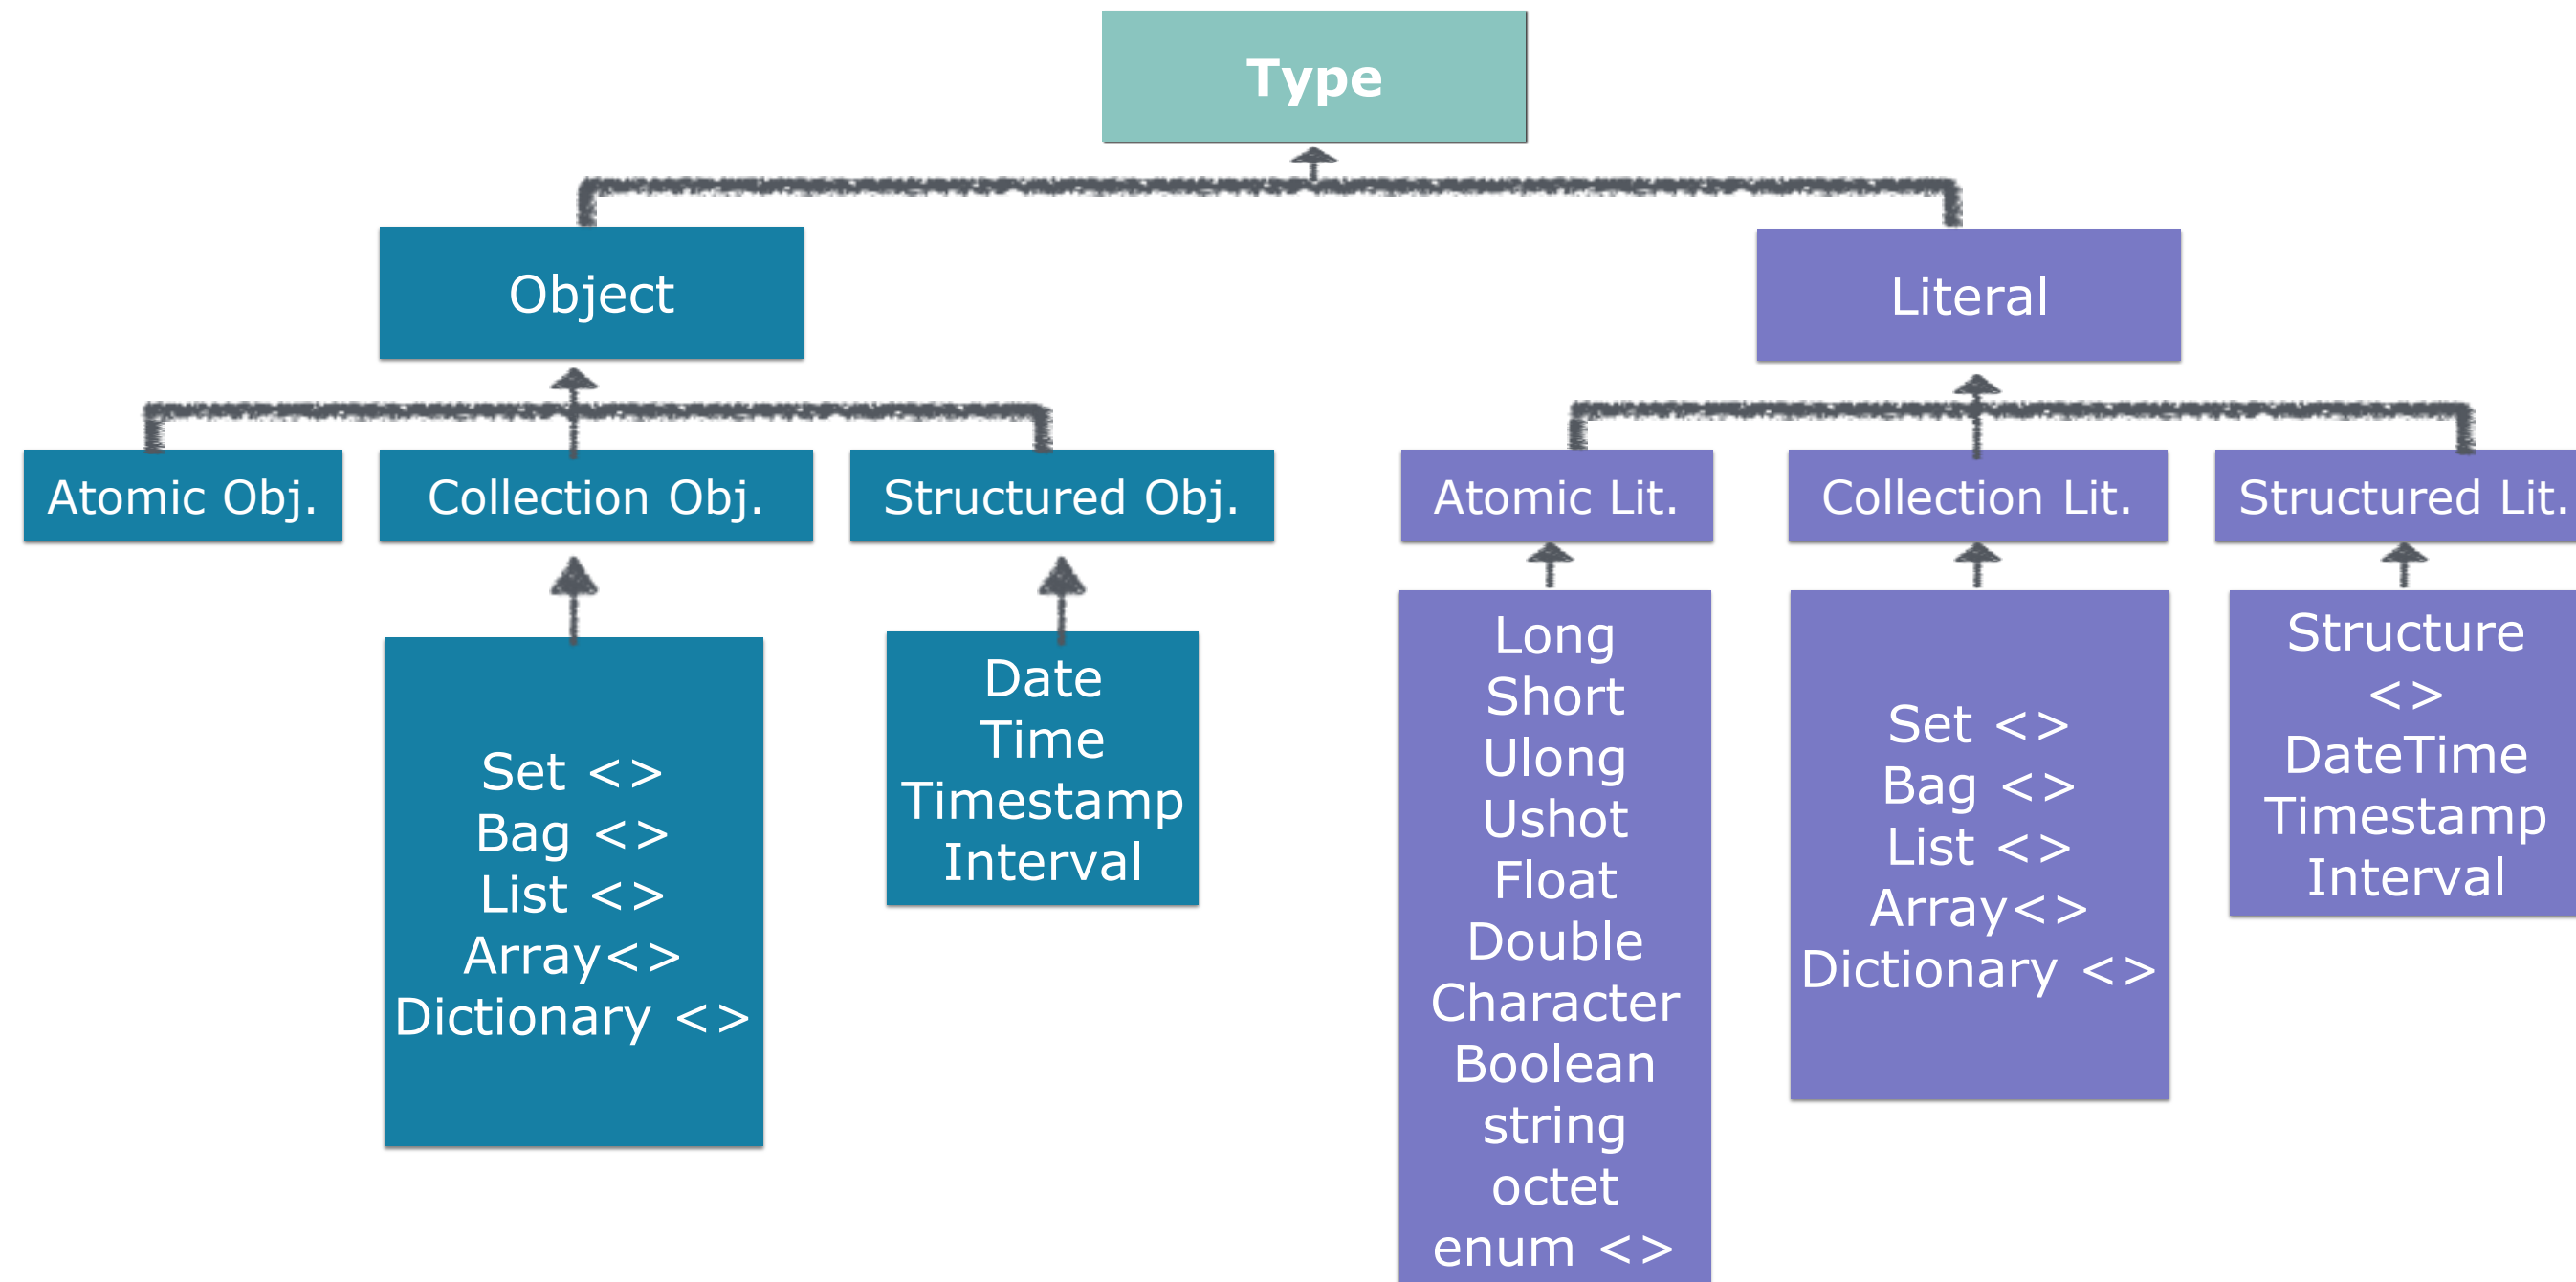 Type
Object
Literal
Atomic Obj.
Collection Obj.
Structured Obj.
Atomic Lit.
Collection Lit.
Structured Lit.
Set <>
Bag <>
List <>
Array<>
Dictionary <>
Date
Time
Timestamp
Interval
Long
Short
Ulong
Ushot
Float
Double
Character
Boolean
string
octet
enum <>
Set <>
Bag <>
List <>
Array<>
Dictionary <>
Structure
<>
DateTime
Timestamp
Interval